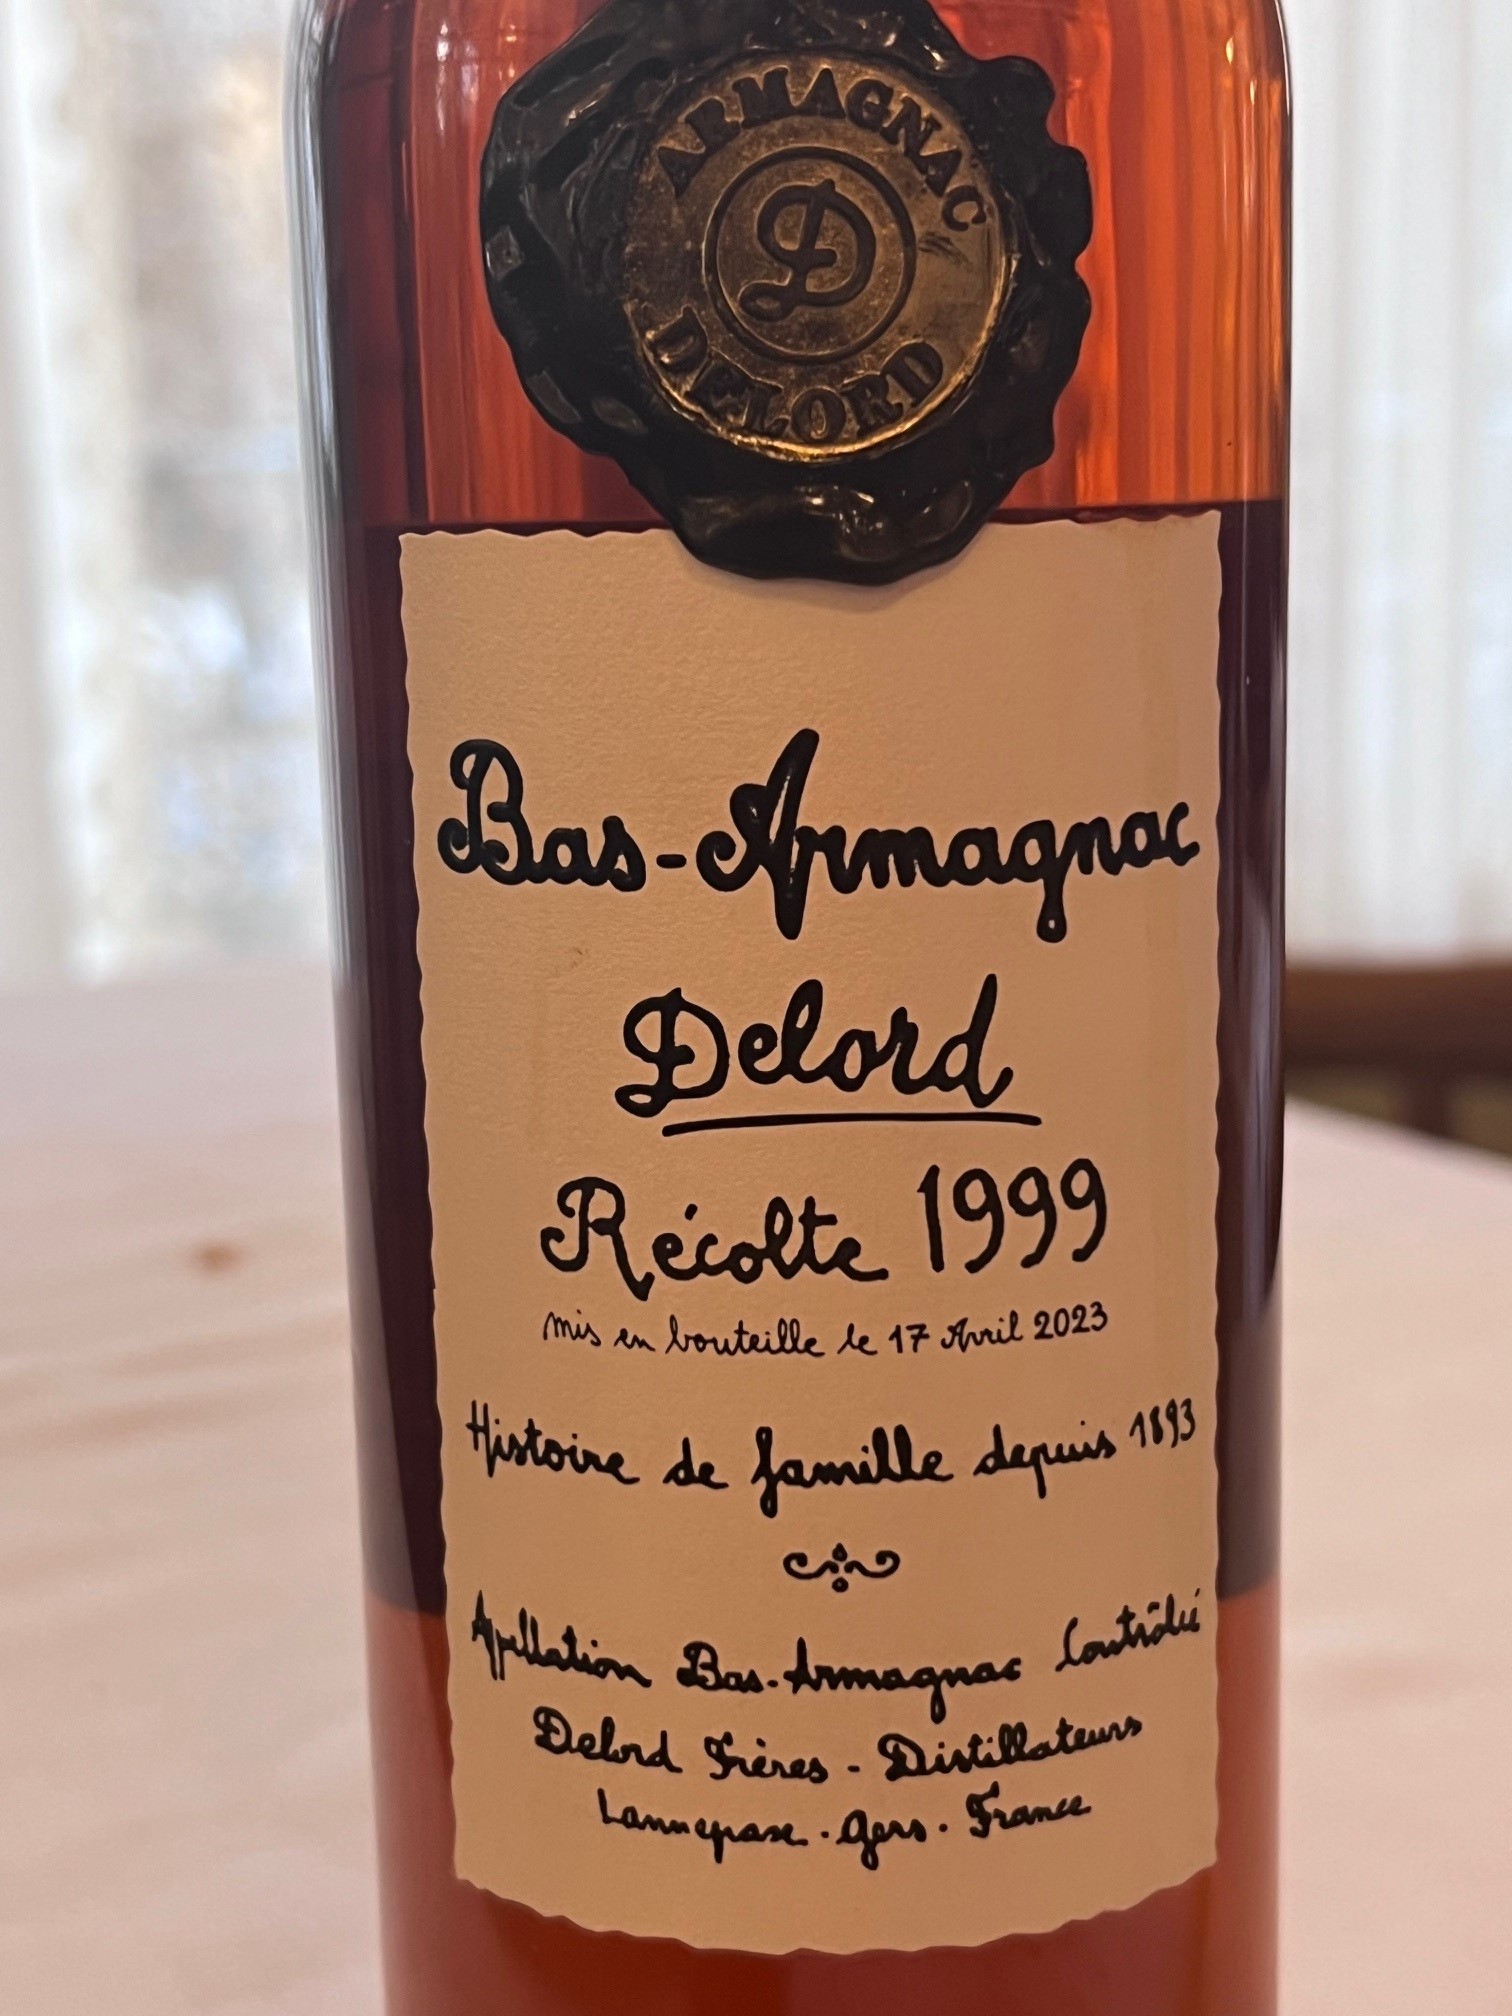 ARMAGNAC
D
DELORD
Bas-Armagnac
Delord
Récolte 1999
mis en bouteille le 17 Avril 2023
Histoire de famille depuis 1893
Appellation Bas-Armagnac Contrôlée
Delord Frères - Distillateurs
Lannepax - Gers - France